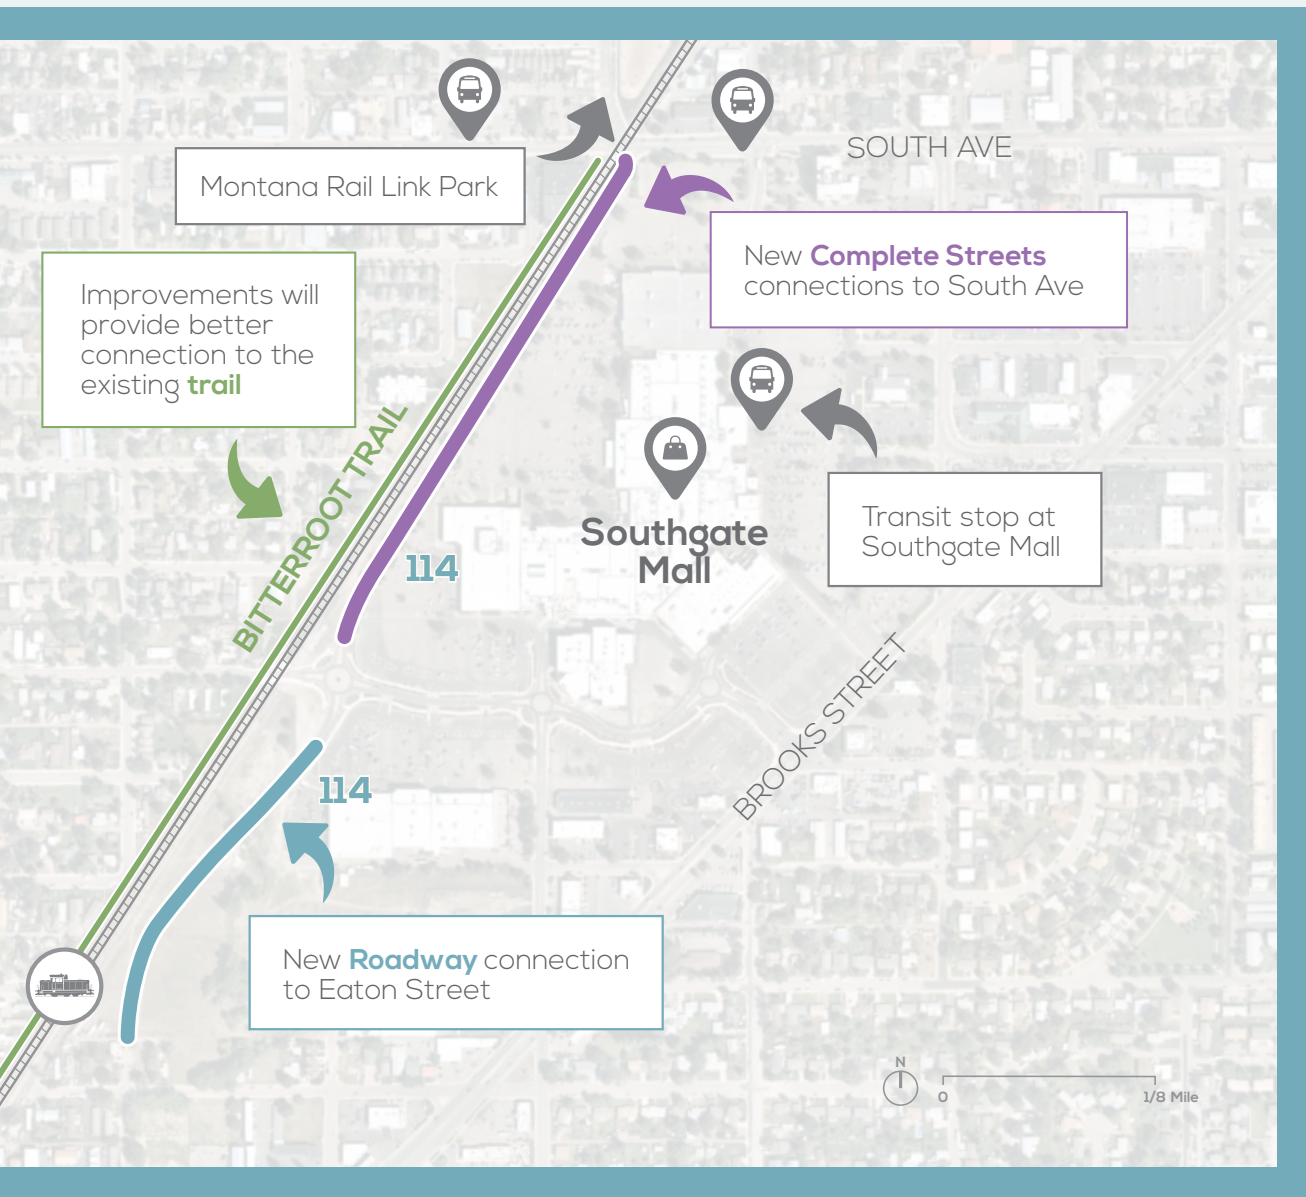 SOUTH AVE
Montana Rail Link Park
New Complete Streets
connections to South Ave
Improvements will
provide better
connection to the
existing trail
BITTERROOT TRAIL
Southgate
Mall
Transit stop at
Southgate Mall
114
BROOKS STREET
114
New Roadway connection
to Eaton Street
N
0
1/8 Mile